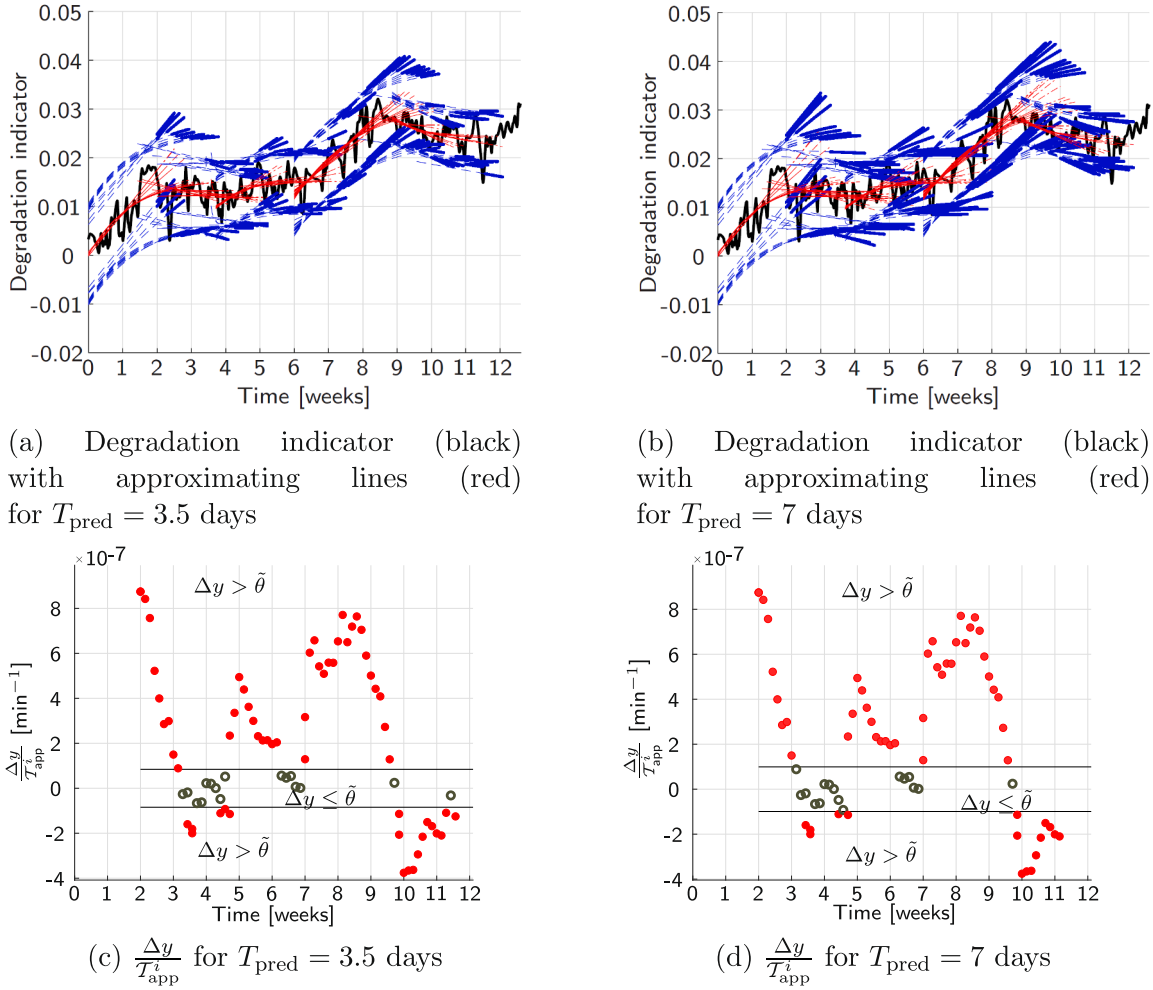 0.05
0.04
0.03
0.02
0.01
0
-0.01
-0.02
Degradation indicator
0 1 2 3 4 5 6 7 8 9 10 11 12
Time [weeks]
(a) Degradation indicator (black)
with approximating lines (red)
for T_pred = 3.5 days
0.05
0.04
0.03
0.02
0.01
0
-0.01
-0.02
Degradation indicator
0 1 2 3 4 5 6 7 8 9 10 11 12
Time [weeks]
(b) Degradation indicator (black)
with approximating lines (red)
for T_pred = 7 days
×10-7
8
6
4
2
0
-2
-4
Δy/𝒯^i_app [min⁻¹]
Δy > θ̃
Δy ≤ θ̃
Δy > θ̃
0 1 2 3 4 5 6 7 8 9 10 11 12
Time [weeks]
(c) Δy/𝒯^i_app for T_pred = 3.5 days
×10-7
8
6
4
2
0
-2
-4
Δy/𝒯^i_app [min⁻¹]
Δy > θ̃
Δy ≤ θ̃
Δy > θ̃
0 1 2 3 4 5 6 7 8 9 10 11 12
Time [weeks]
(d) Δy/𝒯^i_app for T_pred = 7 days